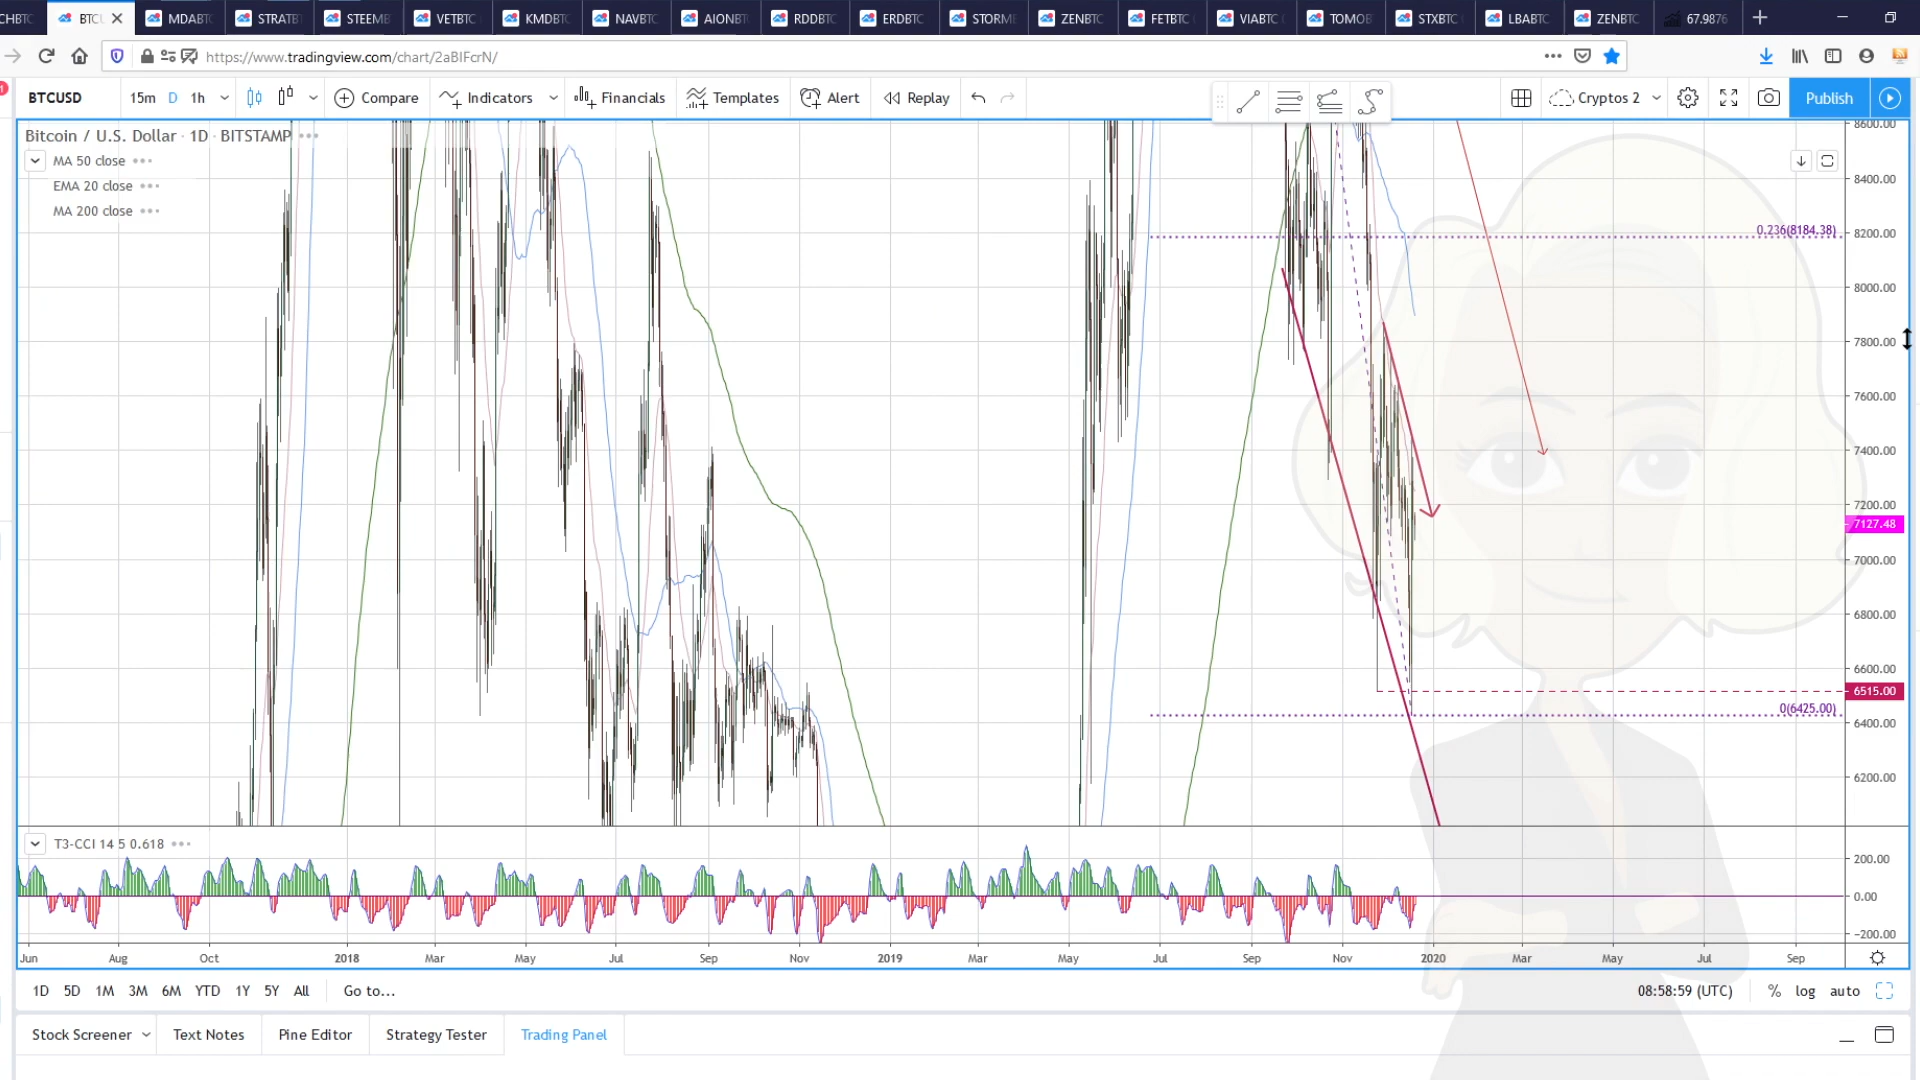 CHBTC BTCU MDABTC STRATBT STEEMB VETBTC KMDBTC NAVBTC AIONBT RDDBTC ERDBTC STORM ZENBTC FETBTC VIABTC TOMOB STXBTC LBABTC ZENBTC 67.9876
https://www.tradingview.com/chart/2aBIFcrN/
BTCUSD 15m D 1h Compare Indicators Financials Templates Alert Replay Cryptos 2 Publish
Bitcoin / U.S. Dollar · 1D · BITSTAMP
MA 50 close
EMA 20 close
MA 200 close
8600.00
8400.00
0.236(8184.38)
8200.00
8000.00
7800.00
7600.00
7400.00
7200.00
7127.48
7000.00
6800.00
6600.00
6515.00
0(6425.00)
6400.00
6200.00
T3-CCI 14 5 0.618
200.00
0.00
-200.00
Jun Aug Oct 2018 Mar May Jul Sep Nov 2019 Mar May Jul Sep Nov 2020 Mar May Jul Sep
1D 5D 1M 3M 6M YTD 1Y 5Y All Go to... 08:58:59 (UTC) % log auto
Stock Screener Text Notes Pine Editor Strategy Tester Trading Panel